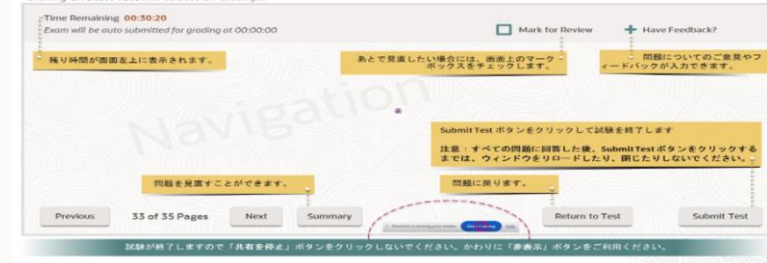 Time Remaining 00:30:20
Exam will be auto submitted for grading at 00:00:00
Mark for Review
Have Feedback?
残り時間が画面左上に表示されます。
あとで見直したい場合には、画面上のマーク
ボックスをチェックします。
問題についてのご意見やフ
ィードバックが入力できます。
Navigation
Submit Test ボタンをクリックして試験を終了します
注意：すべての問題に回答した後、Submit Test ボタンをクリックする
までは、ウィンドウをリロードしたり、閉じたりしないでください。
問題を見直すことができます。
問題に戻ります。
Previous
33 of 35 Pages
Next
Summary
Return to Test
Submit Test
試験が終了しますので「共有を停止」ボタンをクリックしないでください。かわりに「非表示」ボタンをご利用ください。